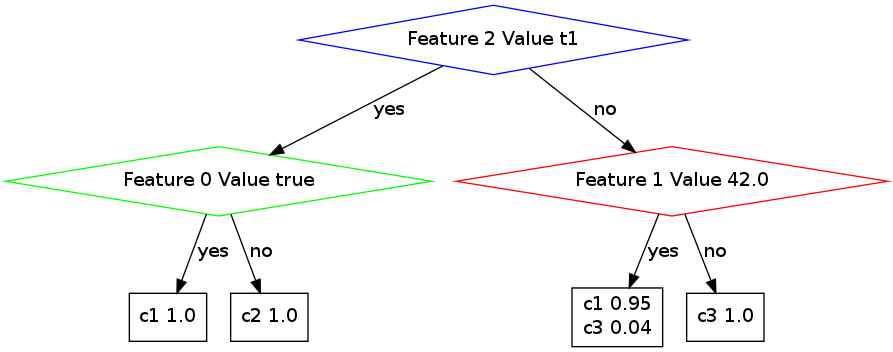 Feature 2 Value t1
yes
no
Feature 0 Value true
Feature 1 Value 42.0
yes
no
yes
no
c1 1.0
c2 1.0
c1 0.95
c3 0.04
c3 1.0